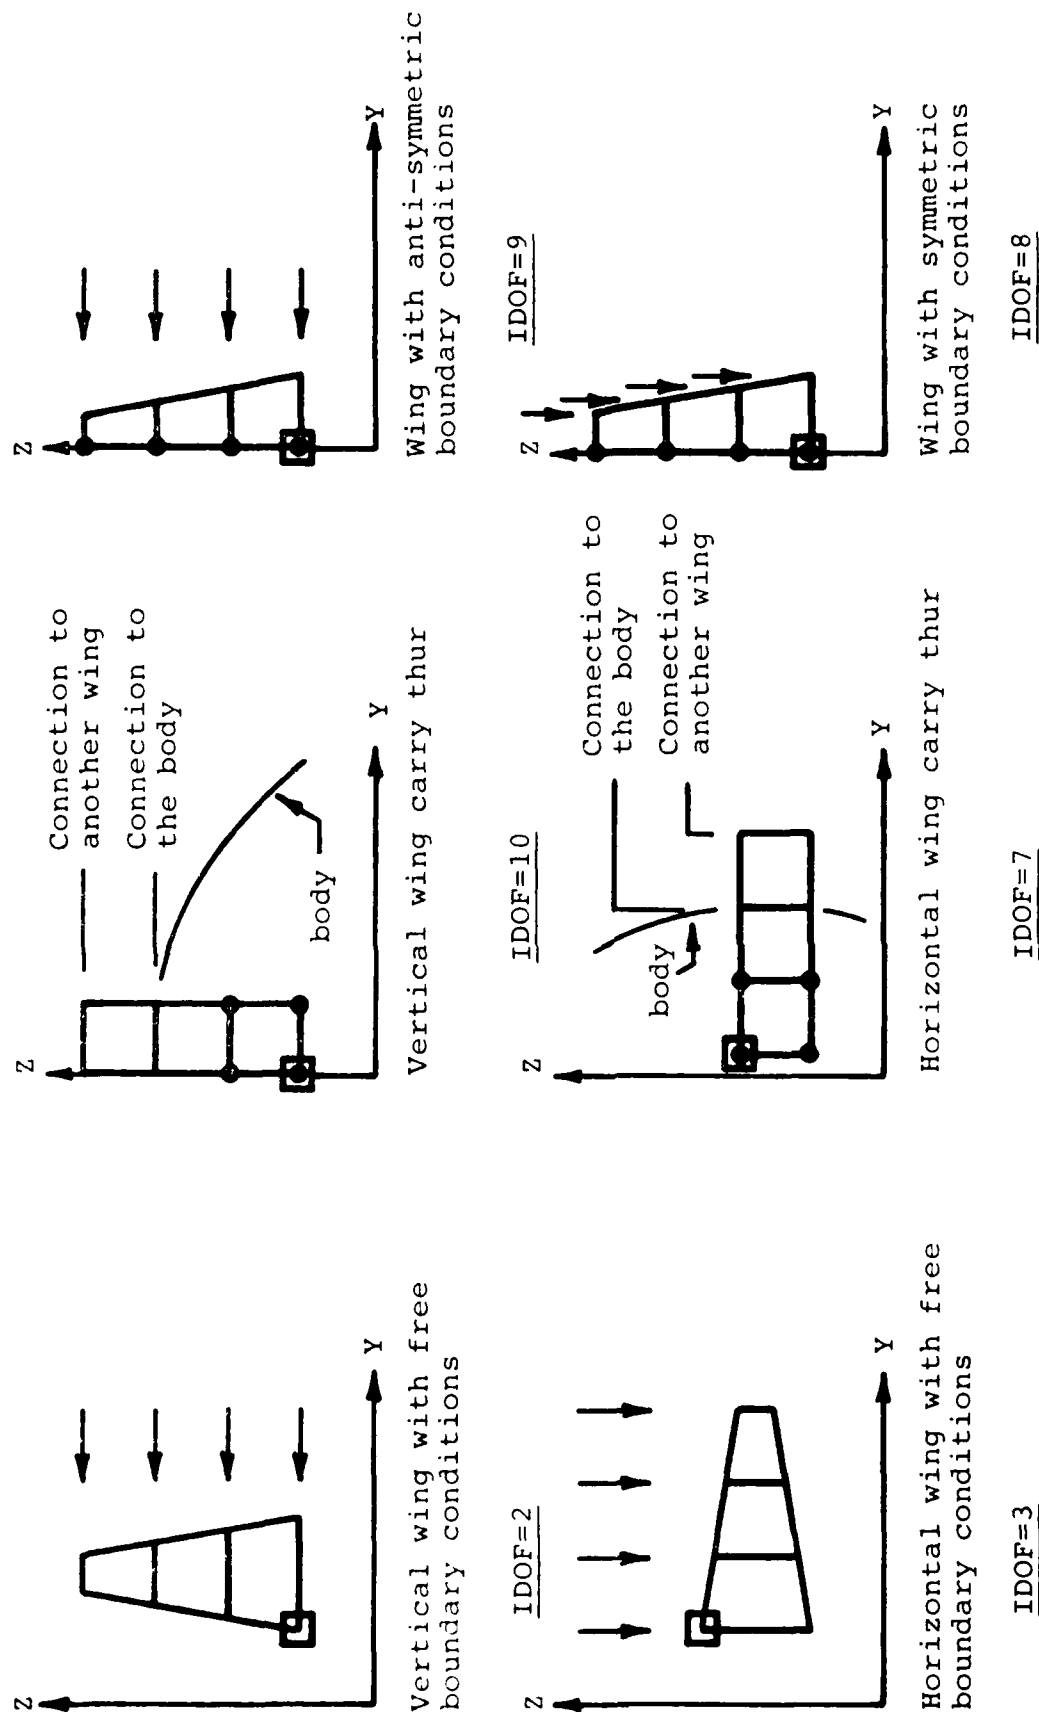 Z
Y
Vertical wing with free
boundary conditions
IDOF=2
Z
Connection to
another wing
Connection to
the body
body
Y
Vertical wing carry thur
IDOF=10
Z
Y
Wing with anti-symmetric
boundary conditions
IDOF=9
Z
Y
Horizontal wing with free
boundary conditions
IDOF=3
Z
Connection to
the body
Connection to
another wing
body
Y
Horizontal wing carry thur
IDOF=7
Z
Y
Wing with symmetric
boundary conditions
IDOF=8